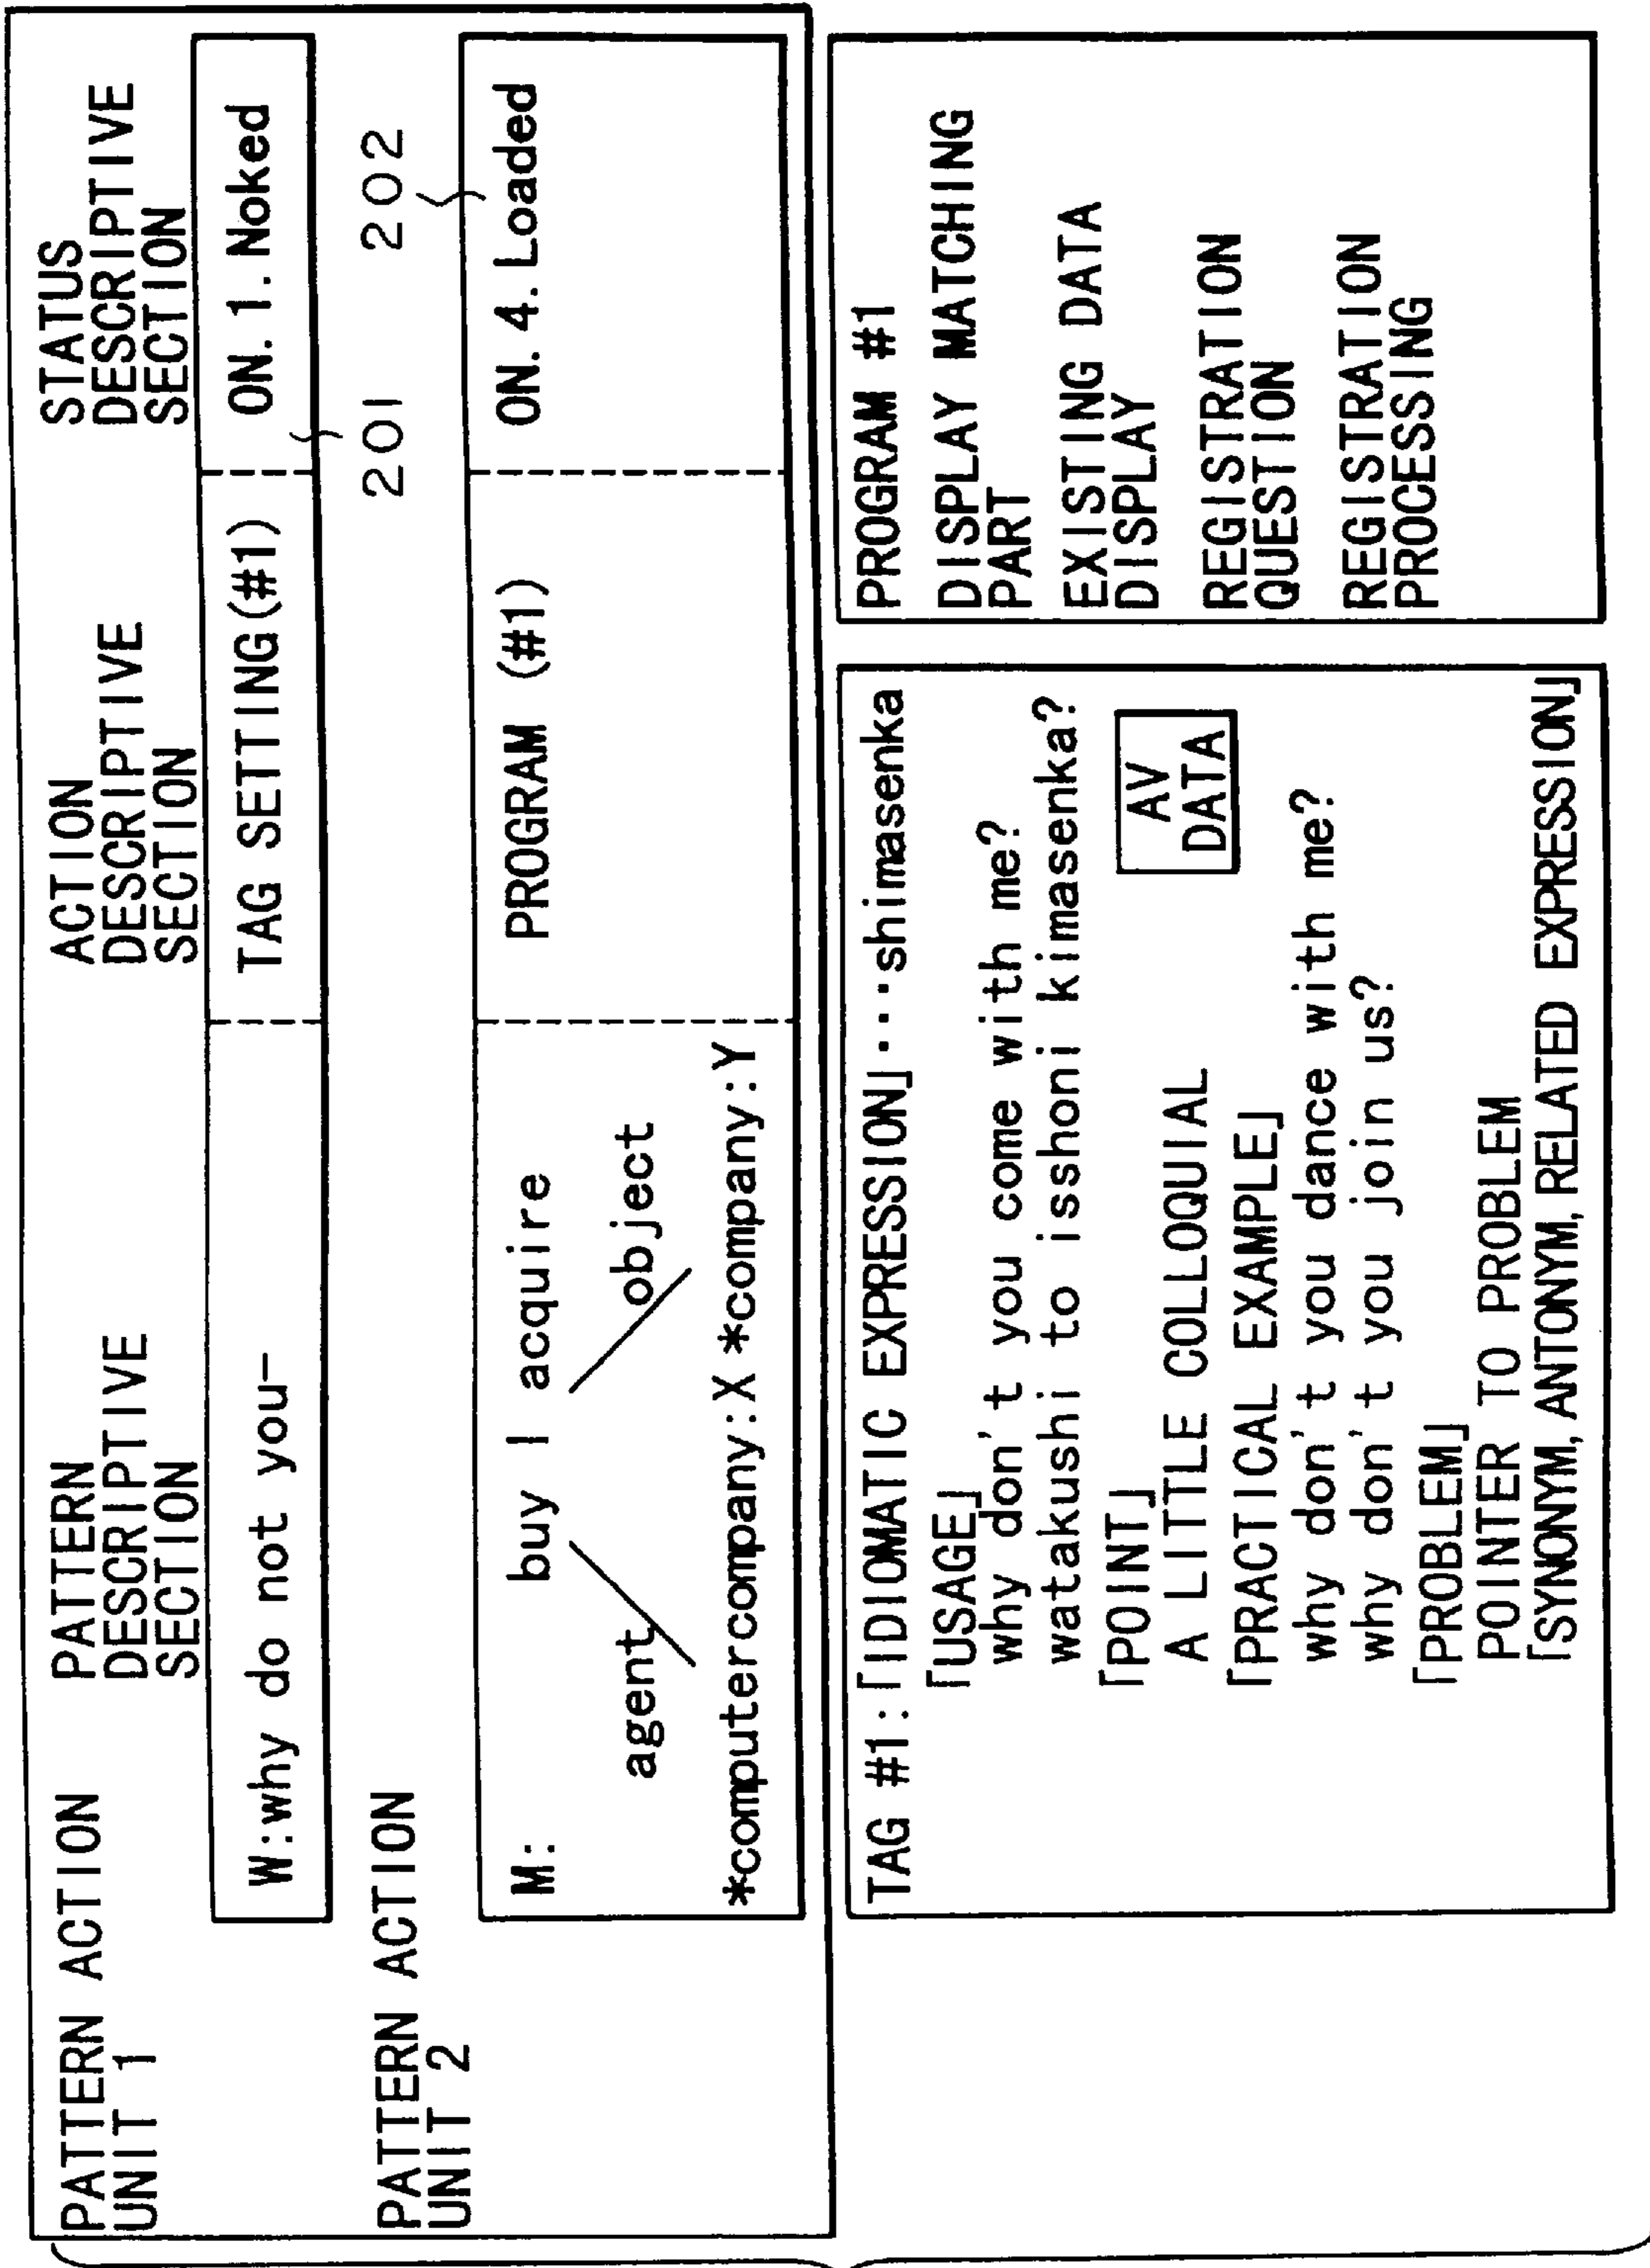 PATTERN ACTION
UNIT 1
PATTERN
DESCRIPTIVE
SECTION
ACTION
DESCRIPTIVE
SECTION
STATUS
DESCRIPTIVE
SECTION
W:why do not you-
TAG SETTING(#1)
ON. 1. Noked
201
202
PATTERN ACTION
UNIT 2
M:
buy | acquire
agent
object
*computercompany:X *company:Y
PROGRAM (#1)
ON. 4. Loaded
TAG #1:「IDIOMATIC EXPRESSION」・・・shimasenka
「USAGE」
why don't you come with me?
watakushi to isshoni kimasenka?
「POINT」
A LITTLE COLLOQUIAL
AV
DATA
「PRACTICAL EXAMPLE」
why don't you dance with me?
why don't you join us?
「PROBLEM」
POINTER TO PROBLEM
「SYNONYM, ANTONYM, RELATED EXPRESSION」
PROGRAM #1
DISPLAY MATCHING
PART
EXISTING DATA
DISPLAY
REGISTRATION
QUESTION
REGISTRATION
PROCESSING